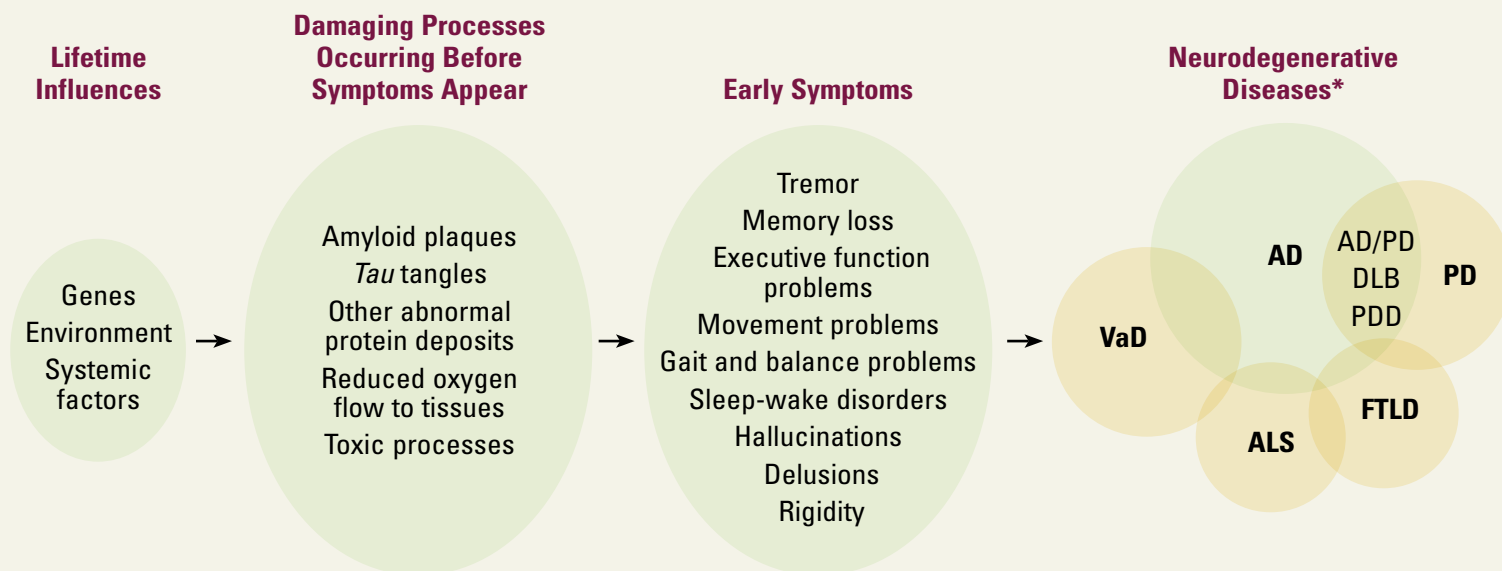 Lifetime
Influences
Genes
Environment
Systemic
factors
Damaging Processes
Occurring Before
Symptoms Appear
Amyloid plaques
Tau tangles
Other abnormal
protein deposits
Reduced oxygen
flow to tissues
Toxic processes
Early Symptoms
Tremor
Memory loss
Executive function
problems
Movement problems
Gait and balance problems
Sleep-wake disorders
Hallucinations
Delusions
Rigidity
Neurodegenerative
Diseases*
AD
AD/PD
DLB
PDD
PD
VaD
ALS
FTLD